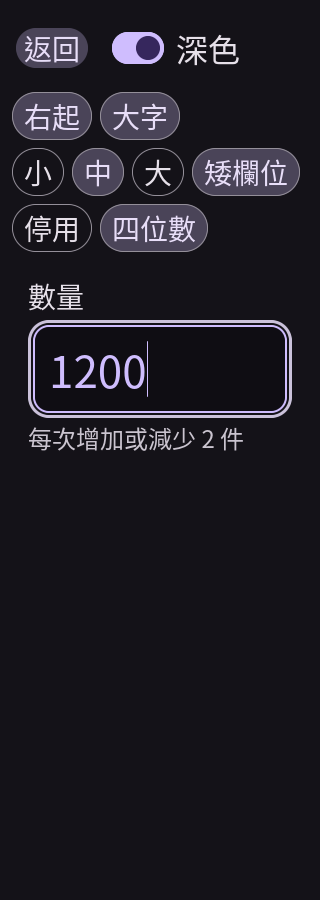 返回 深色
右起 大字
小 中 大 矮欄位
停用 四位數
數量
1200
每次增加或減少 2 件